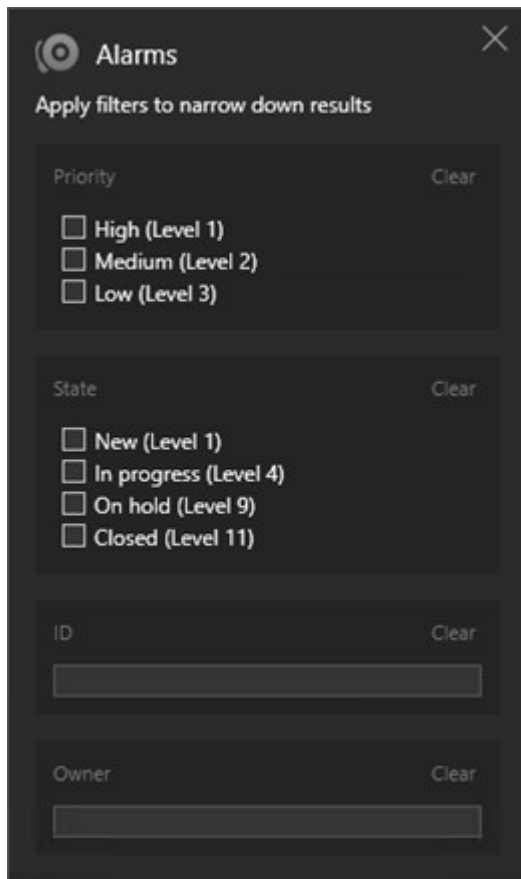 Alarms
Apply filters to narrow down results
Priority Clear
High (Level 1)
Medium (Level 2)
Low (Level 3)
State Clear
New (Level 1)
In progress (Level 4)
On hold (Level 9)
Closed (Level 11)
ID Clear
Owner Clear